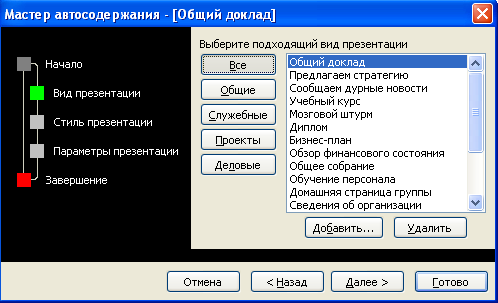 Мастер автосодержания - [Общий доклад]
Начало
Вид презентации
Стиль презентации
Параметры презентации
Завершение
Выберите подходящий вид презентации
Все
Общие
Служебные
Проекты
Деловые
Общий доклад
Предлагаем стратегию
Сообщаем дурные новости
Учебный курс
Мозговой штурм
Диплом
Бизнес-план
Обзор финансового состояния
Общее собрание
Обучение персонала
Домашняя страница группы
Сведения об организации
Добавить...
Удалить
Отмена
< Назад
Далее >
Готово